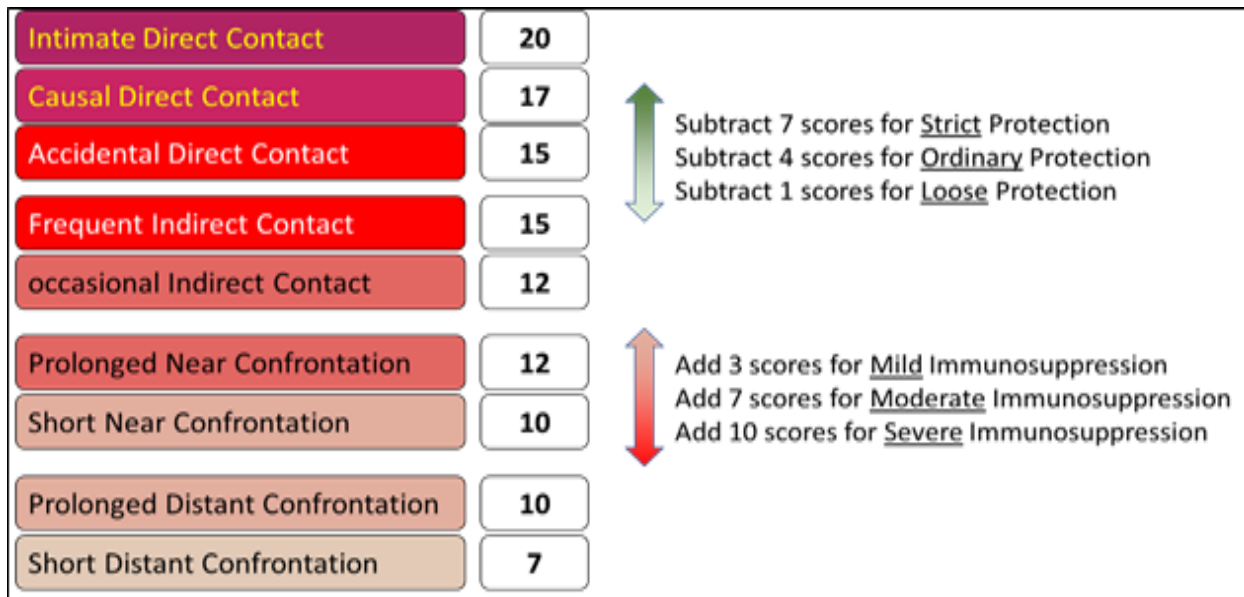 Intimate Direct Contact 20
Causal Direct Contact 17
Accidental Direct Contact 15
Frequent Indirect Contact 15
occasional Indirect Contact 12
Prolonged Near Confrontation 12
Short Near Confrontation 10
Prolonged Distant Confrontation 10
Short Distant Confrontation 7
Subtract 7 scores for Strict Protection
Subtract 4 scores for Ordinary Protection
Subtract 1 scores for Loose Protection
Add 3 scores for Mild Immunosuppression
Add 7 scores for Moderate Immunosuppression
Add 10 scores for Severe Immunosuppression